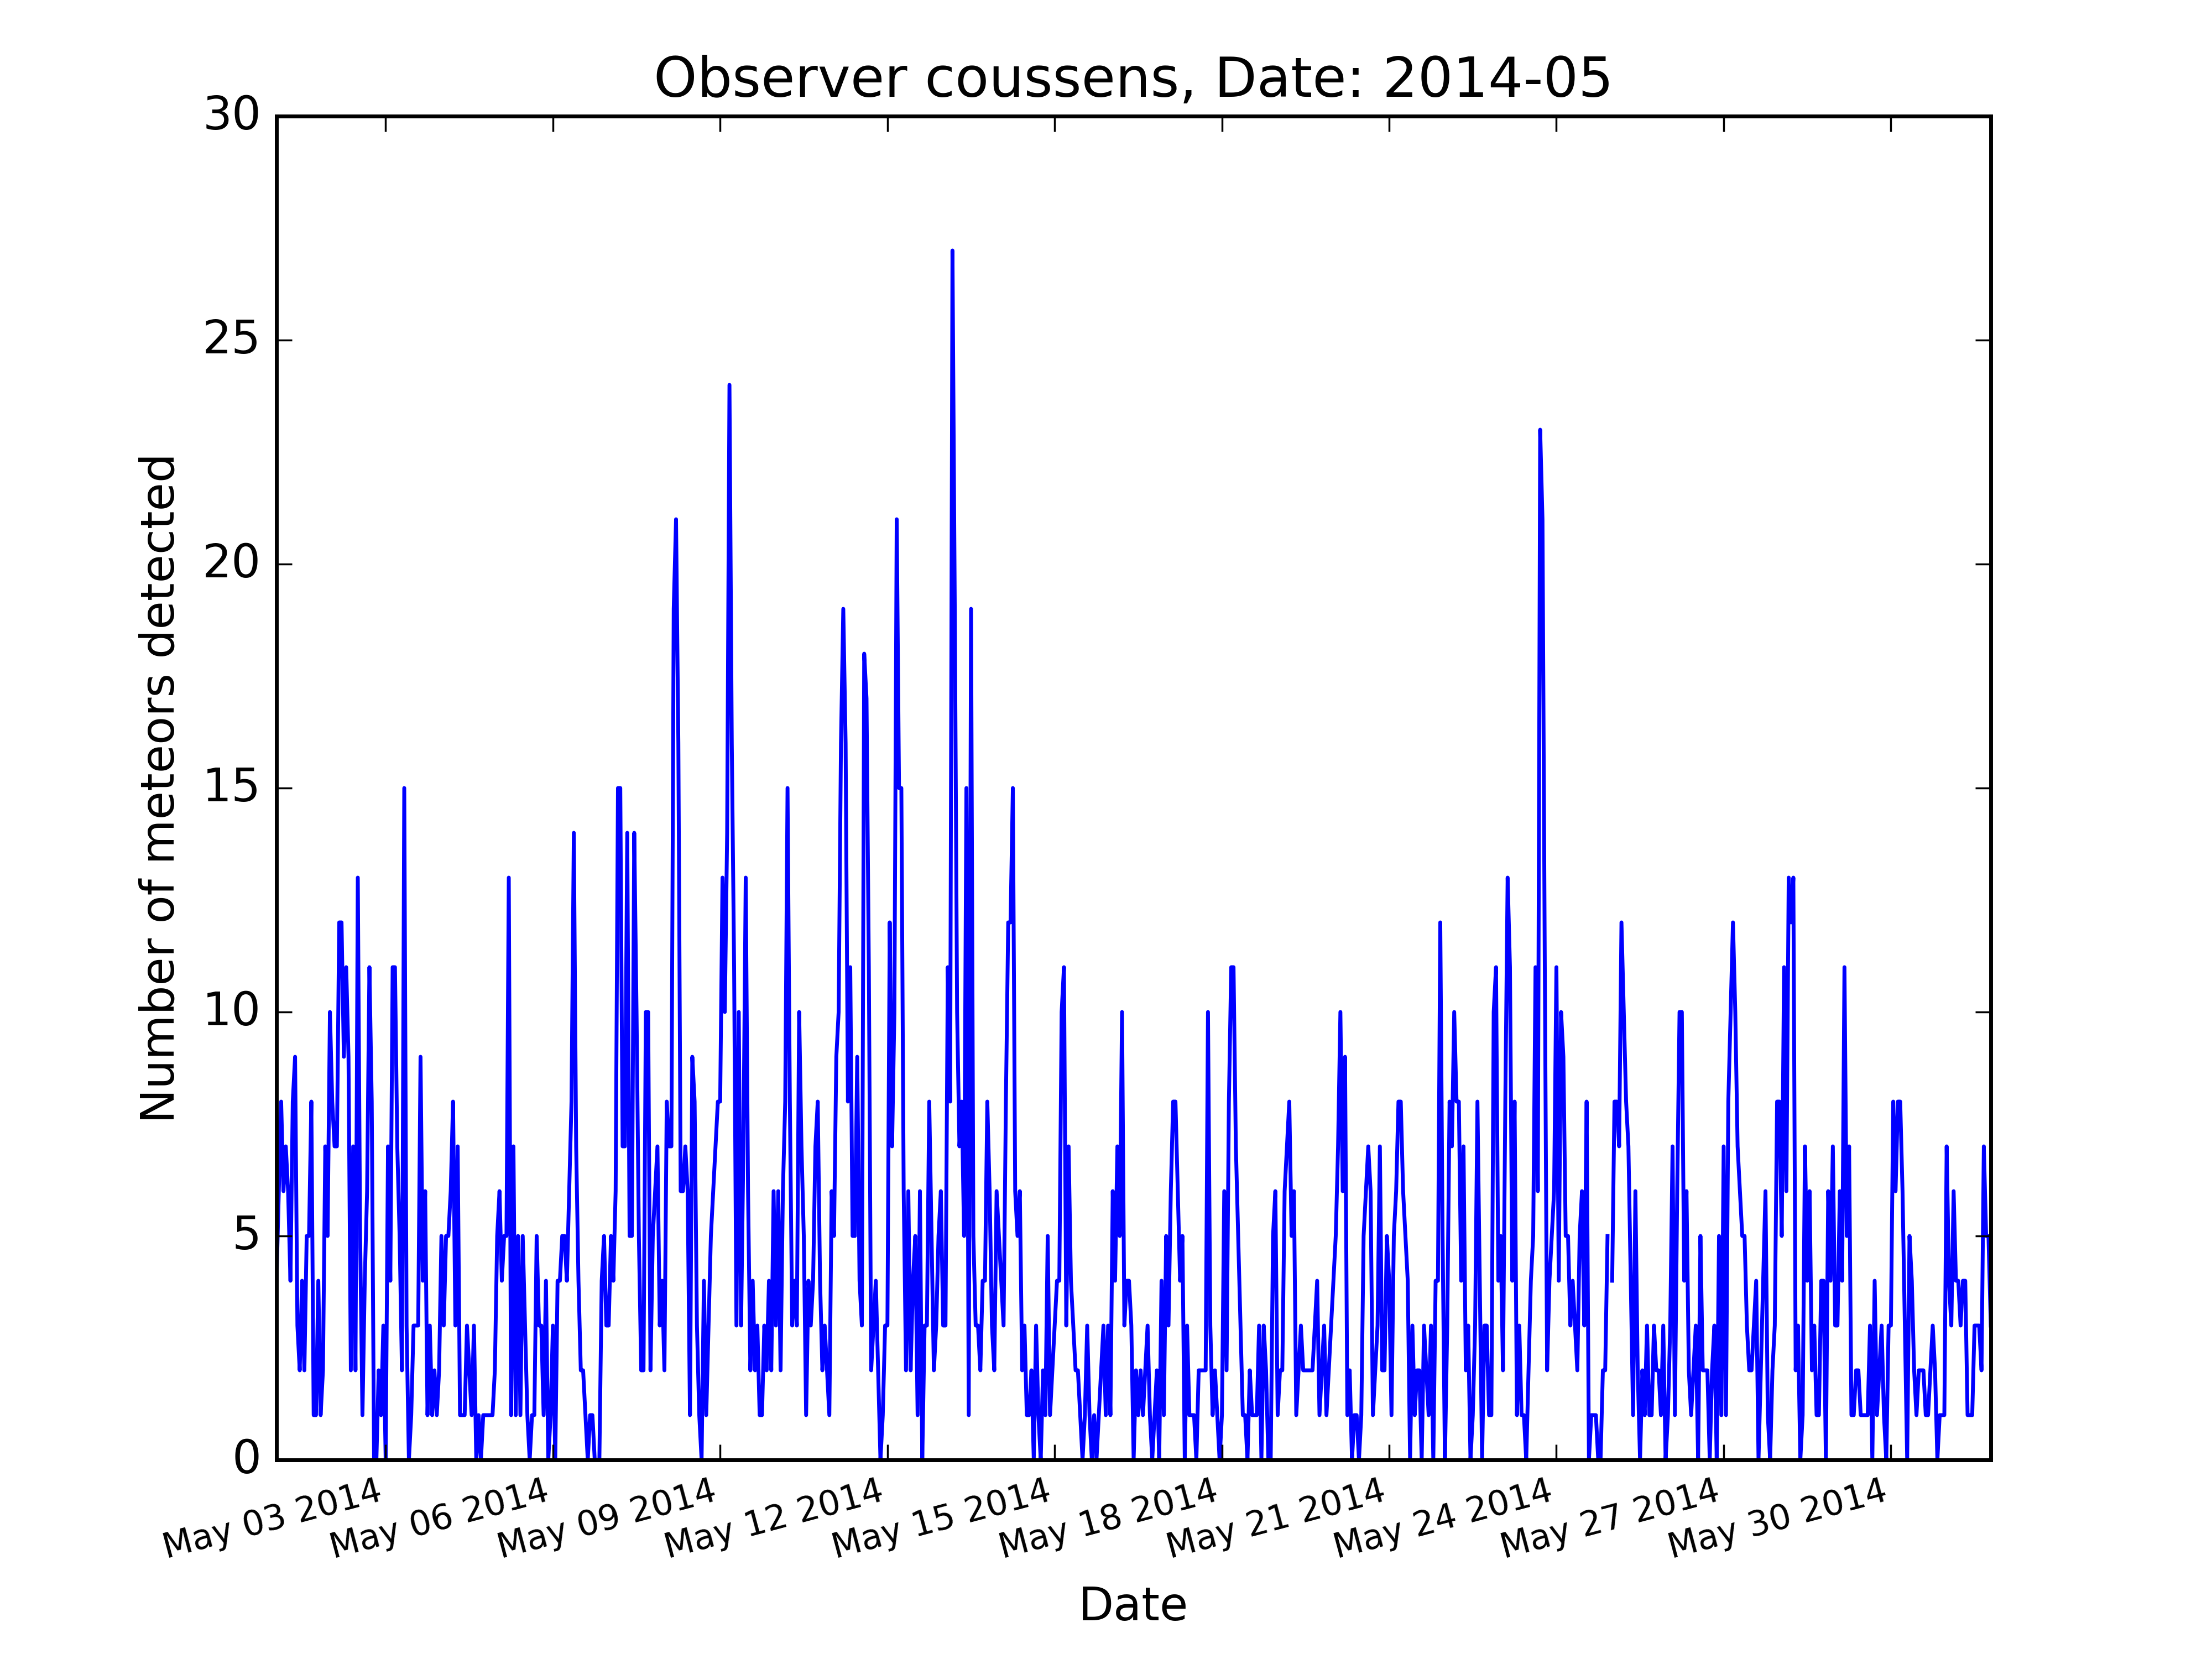 Observer coussens, Date: 2014-05
30
25
20
15
10
5
0
Number of meteors detected
May 03 2014
May 06 2014
May 09 2014
May 12 2014
May 15 2014
May 18 2014
May 21 2014
May 24 2014
May 27 2014
May 30 2014
Date